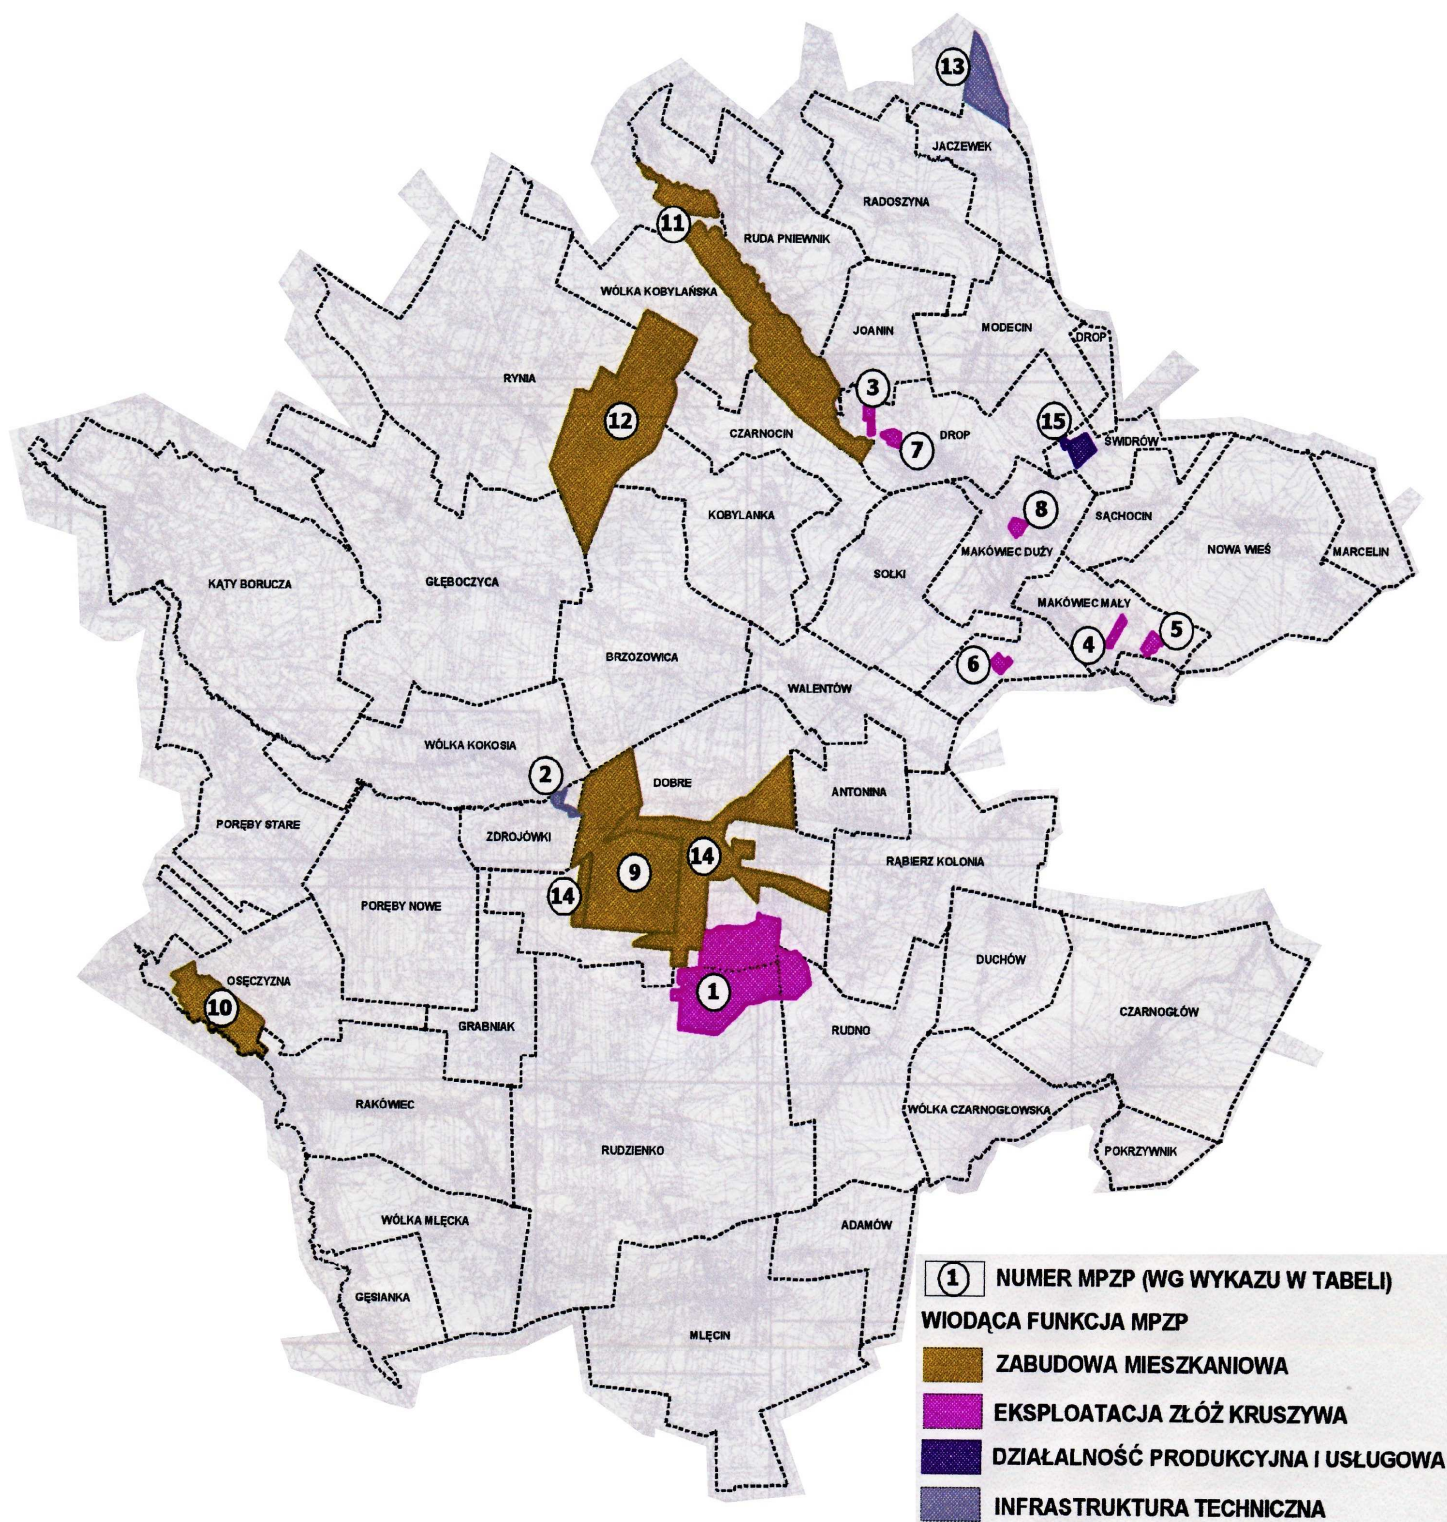 13
JACZEWEK
RADOSZYNA
11
RUDA PNIEWNIK
WÓLKA KOBYLAŃSKA
JOANIN
MODECIN
DROP
RYNIA
3
12
CZARNOCIN
7
DROP
15
ŚWIDRÓW
KOBYLANKA
8
SĄCHOCIN
MAKÓWIEC DUŻY
NOWA WIEŚ
MARCELIN
KĄTY BORUCZA
GŁĘBOCZYCA
SOŁKI
MAKÓWIEC MAŁY
5
4
BRZOZOWICA
6
WALENTÓW
WÓLKA KOKOSIA
2
DOBRE
ANTONINA
PORĘBY STARE
ZDROJÓWKI
14
RĄBIERZ KOLONIA
9
14
PORĘBY NOWE
DUCHÓW
OSĘCZYZNA
1
10
CZARNOGŁÓW
GRABNIAK
RUDNO
RAKÓWIEC
WÓLKA CZARNOGŁOWSKA
RUDZIENKO
POKRZYWNIK
WÓLKA MLĘCKA
ADAMÓW
GĘSIANKA
MLĘCIN
1 NUMER MPZP (WG WYKAZU W TABELI)
WIODĄCA FUNKCJA MPZP
ZABUDOWA MIESZKANIOWA
EKSPLOATACJA ZŁÓŻ KRUSZYWA
DZIAŁALNOŚĆ PRODUKCYJNA I USŁUGOWA
INFRASTRUKTURA TECHNICZNA